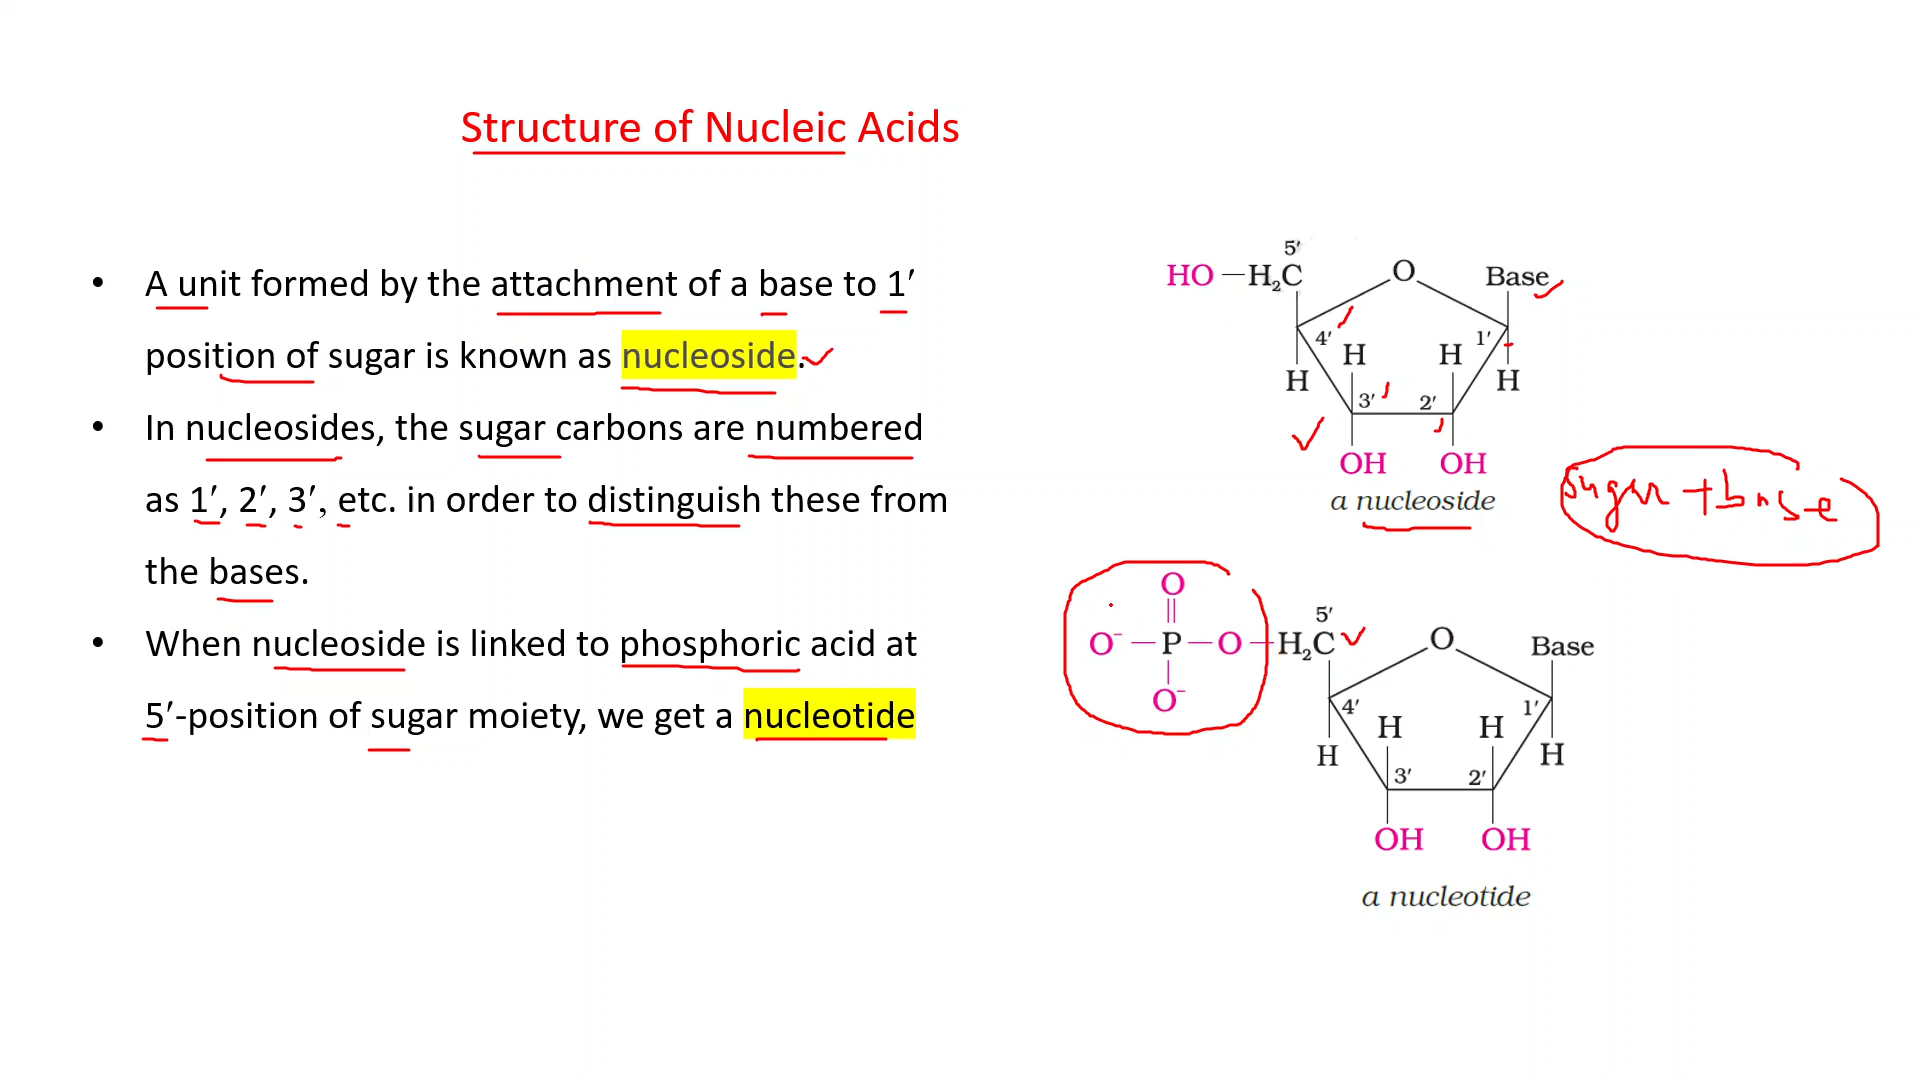 Structure of Nucleic Acids
• A unit formed by the attachment of a base to 1′
position of sugar is known as nucleoside.
• In nucleosides, the sugar carbons are numbered
as 1′, 2′, 3′, etc. in order to distinguish these from
the bases.
• When nucleoside is linked to phosphoric acid at
5′-position of sugar moiety, we get a nucleotide
5′
HO—H₂C O Base
4′ 1′
H H
H H
3′ 2′
OH OH
a nucleoside
sugar + base
O
5′
O⁻—P—O—H₂C O Base
O⁻
4′ 1′
H H
H H
3′ 2′
OH OH
a nucleotide